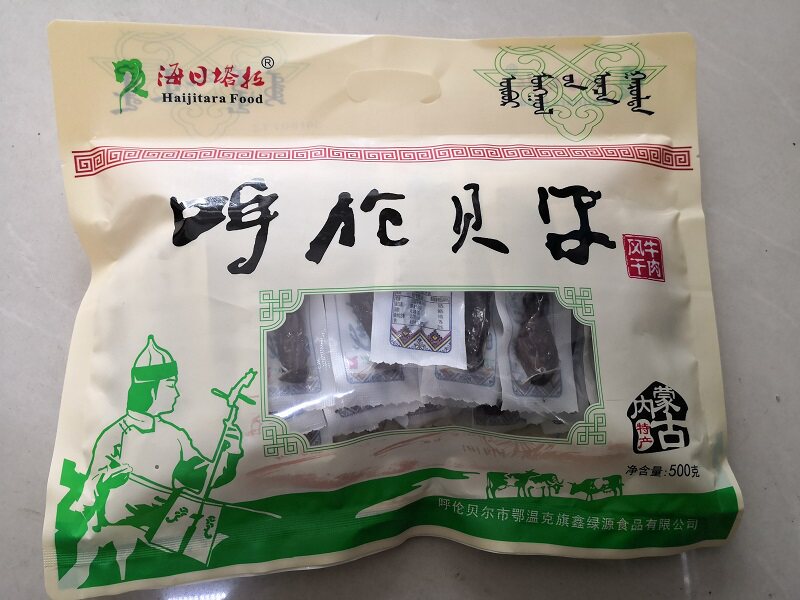 海日塔拉®
Haijitara Food
呼伦贝尔
风干牛肉
内蒙古
特产
净含量:500克
呼伦贝尔市鄂温克旗鑫绿源食品有限公司